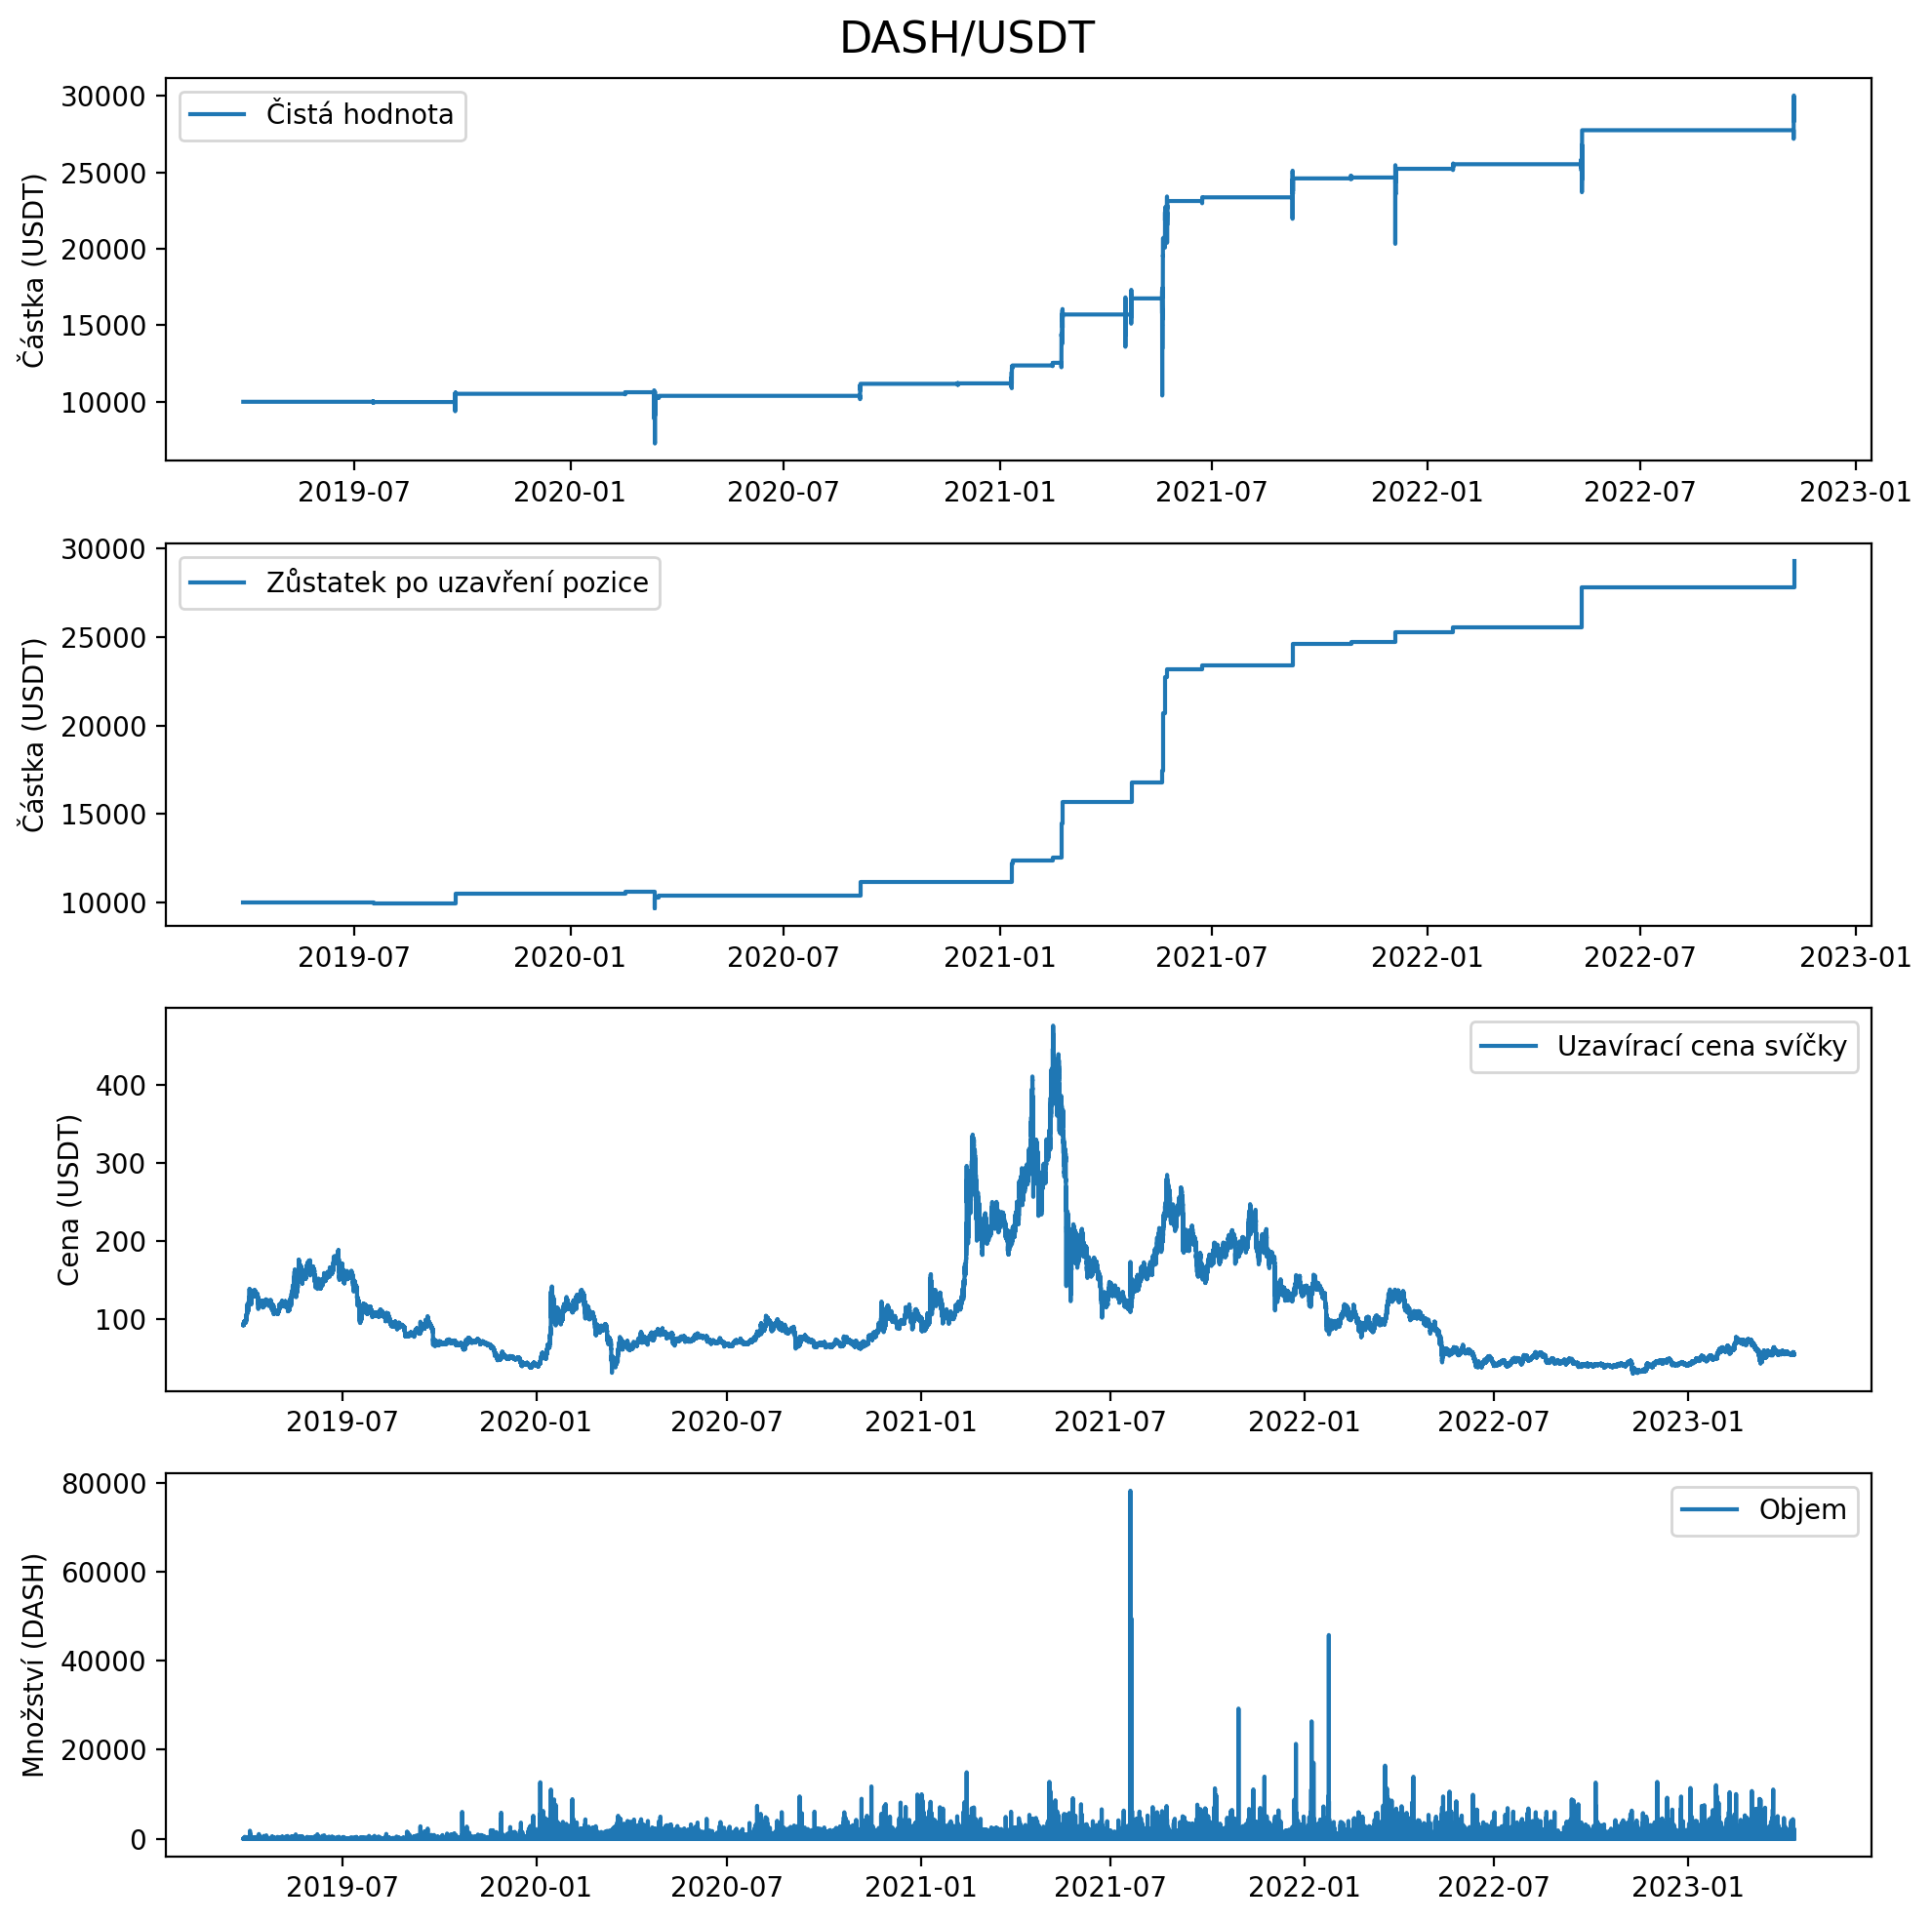 DASH/USDT
30000
25000
20000
15000
10000
Částka (USDT)
Čistá hodnota
2019-07 2020-01 2020-07 2021-01 2021-07 2022-01 2022-07 2023-01
30000
25000
20000
15000
10000
Částka (USDT)
Zůstatek po uzavření pozice
2019-07 2020-01 2020-07 2021-01 2021-07 2022-01 2022-07 2023-01
400
300
200
100
Cena (USDT)
Uzavírací cena svíčky
2019-07 2020-01 2020-07 2021-01 2021-07 2022-01 2022-07 2023-01
80000
60000
40000
20000
0
Množství (DASH)
Objem
2019-07 2020-01 2020-07 2021-01 2021-07 2022-01 2022-07 2023-01